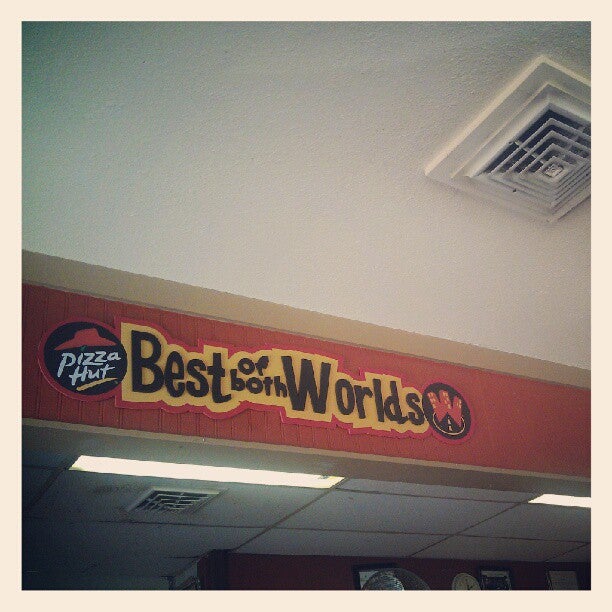 Pizza
Hut
Best of both Worlds
W